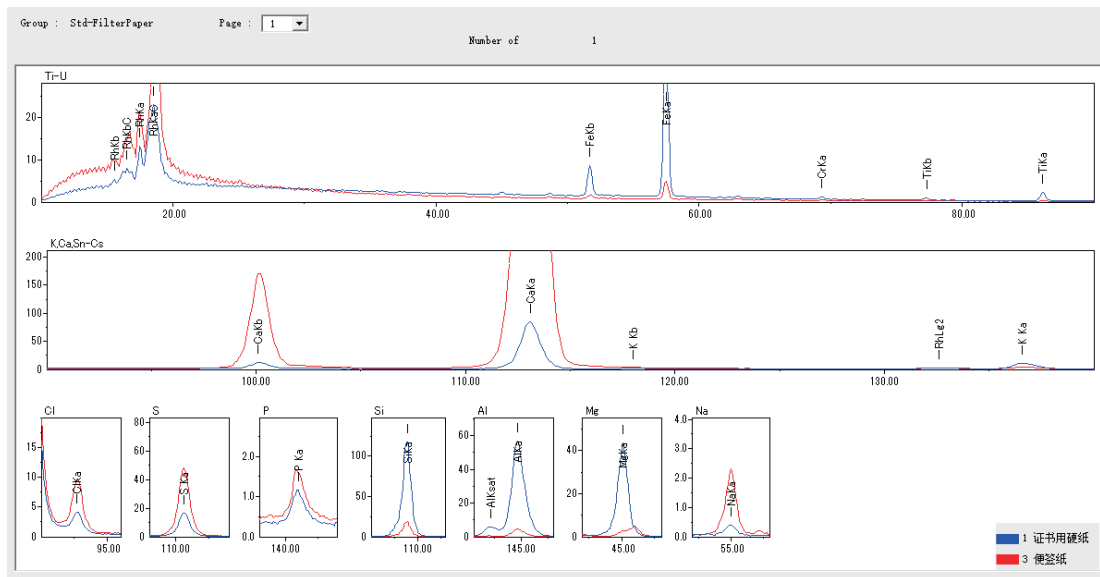 Group : Std-FilterPaper Page : 1
Number of 1
Ti-U
RhKb
RhKbC
RhKa
RhKaC
FeKb
FeKa
CrKa
TiKb
TiKa
20
10
0
20.00 40.00 60.00 80.00
K,Ca,Sn-Cs
CaKb
CaKa
K Kb
RhLg2
K Ka
200
150
100
50
0
100.00 110.00 120.00 130.00
Cl S P Si Al Mg Na
ClKa
S Ka
P Ka
SiKa
AlKsat
AlKa
MgKa
NaKa
15 80 2.0 100 60 40 4.0
10 60 1.0 50 40 20 3.0
5 40 0.0 0 20 0 2.0
0 20 0 1.0
0 0.0
95.00 110.00 140.00 110.00 145.00 45.00 55.00
1 证书用硬纸
3 便签纸